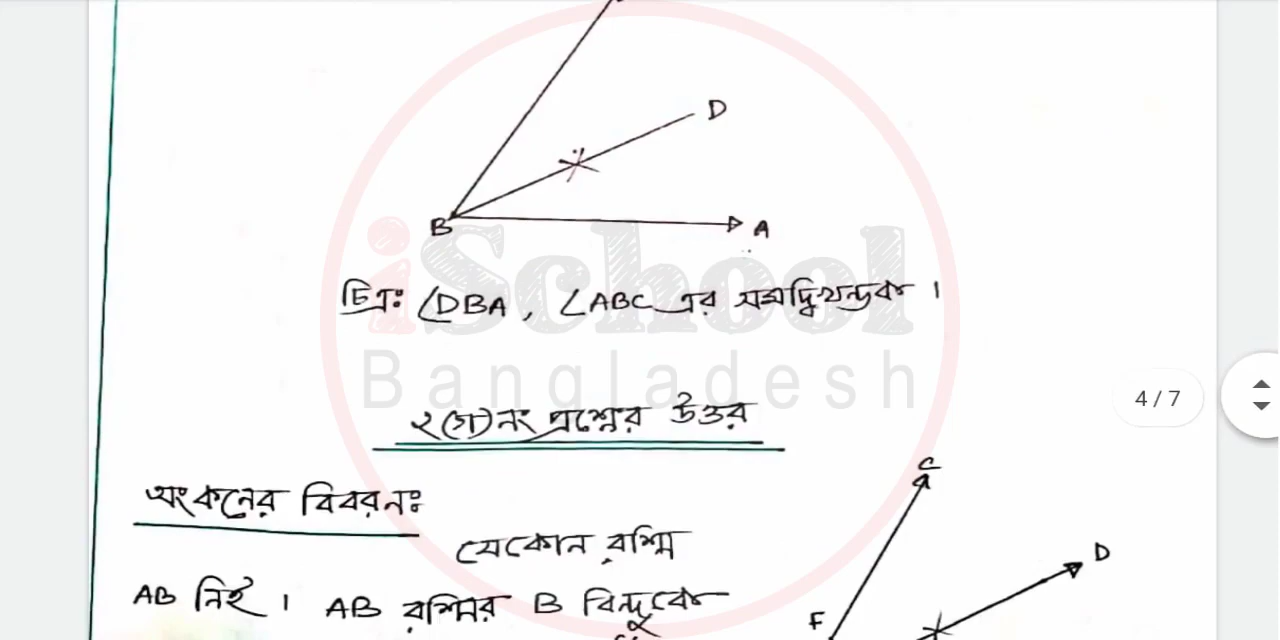 D
B
A
চিত্র: ∠DBA, ∠ABC এর সমদ্বিখন্ডক ।
iSchool
Bangladesh
২(গ)নং প্রশ্নের উত্তর
4 / 7
C
অংকনের বিবরনঃ
যেকোন রশ্মি
D
AB নিই । AB রশ্মির B বিন্দুকে
F